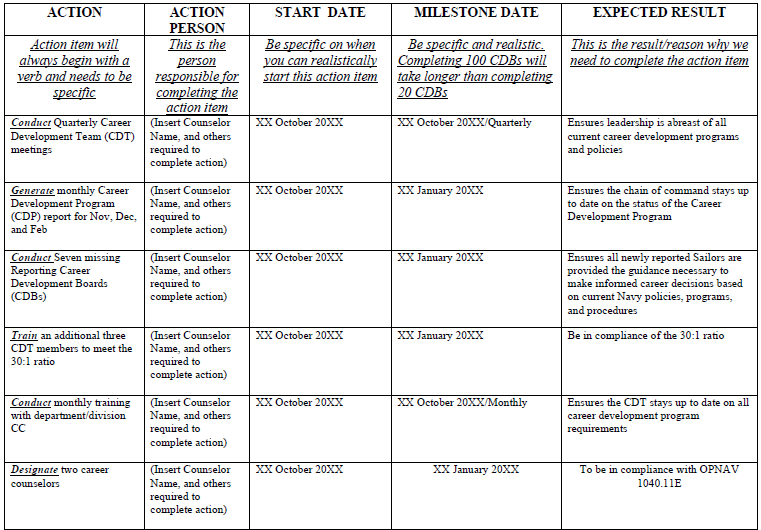 ACTION
ACTION
PERSON
START DATE
MILESTONE DATE
EXPECTED RESULT
Action item will
always begin with a
verb and needs to be
specific
This is the
person
responsible for
completing the
action item
Be specific on when
you can realistically
start this action item
Be specific and realistic.
Completing 100 CDBs will
take longer than completing
20 CDBs
This is the result/reason why we
need to complete the action item
Conduct Quarterly Career
Development Team (CDT)
meetings
(Insert Counselor
Name, and others
required to
complete action)
XX October 20XX
XX October 20XX/Quarterly
Ensures leadership is abreast of all
current career development programs
and policies
Generate monthly Career
Development Program
(CDP) report for Nov, Dec,
and Feb
(Insert Counselor
Name, and others
required to
complete action)
XX October 20XX
XX January 20XX
Ensures the chain of command stays up
to date on the status of the Career
Development Program
Conduct Seven missing
Reporting Career
Development Boards
(CDBs)
(Insert Counselor
Name, and others
required to
complete action)
XX October 20XX
XX January 20XX
Ensures all newly reported Sailors are
provided the guidance necessary to
make informed career decisions based
on current Navy policies, programs,
and procedures
Train an additional three
CDT members to meet the
30:1 ratio
(Insert Counselor
Name, and others
required to
complete action)
XX October 20XX
XX January 20XX
Be in compliance of the 30:1 ratio
Conduct monthly training
with department/division
CC
(Insert Counselor
Name, and others
required to
complete action)
XX October 20XX
XX October 20XX/Monthly
Ensures the CDT stays up to date on all
career development program
requirements
Designate two career
counselors
(Insert Counselor
Name, and others
required to
complete action)
XX October 20XX
XX January 20XX
To be in compliance with OPNAV
1040.11E